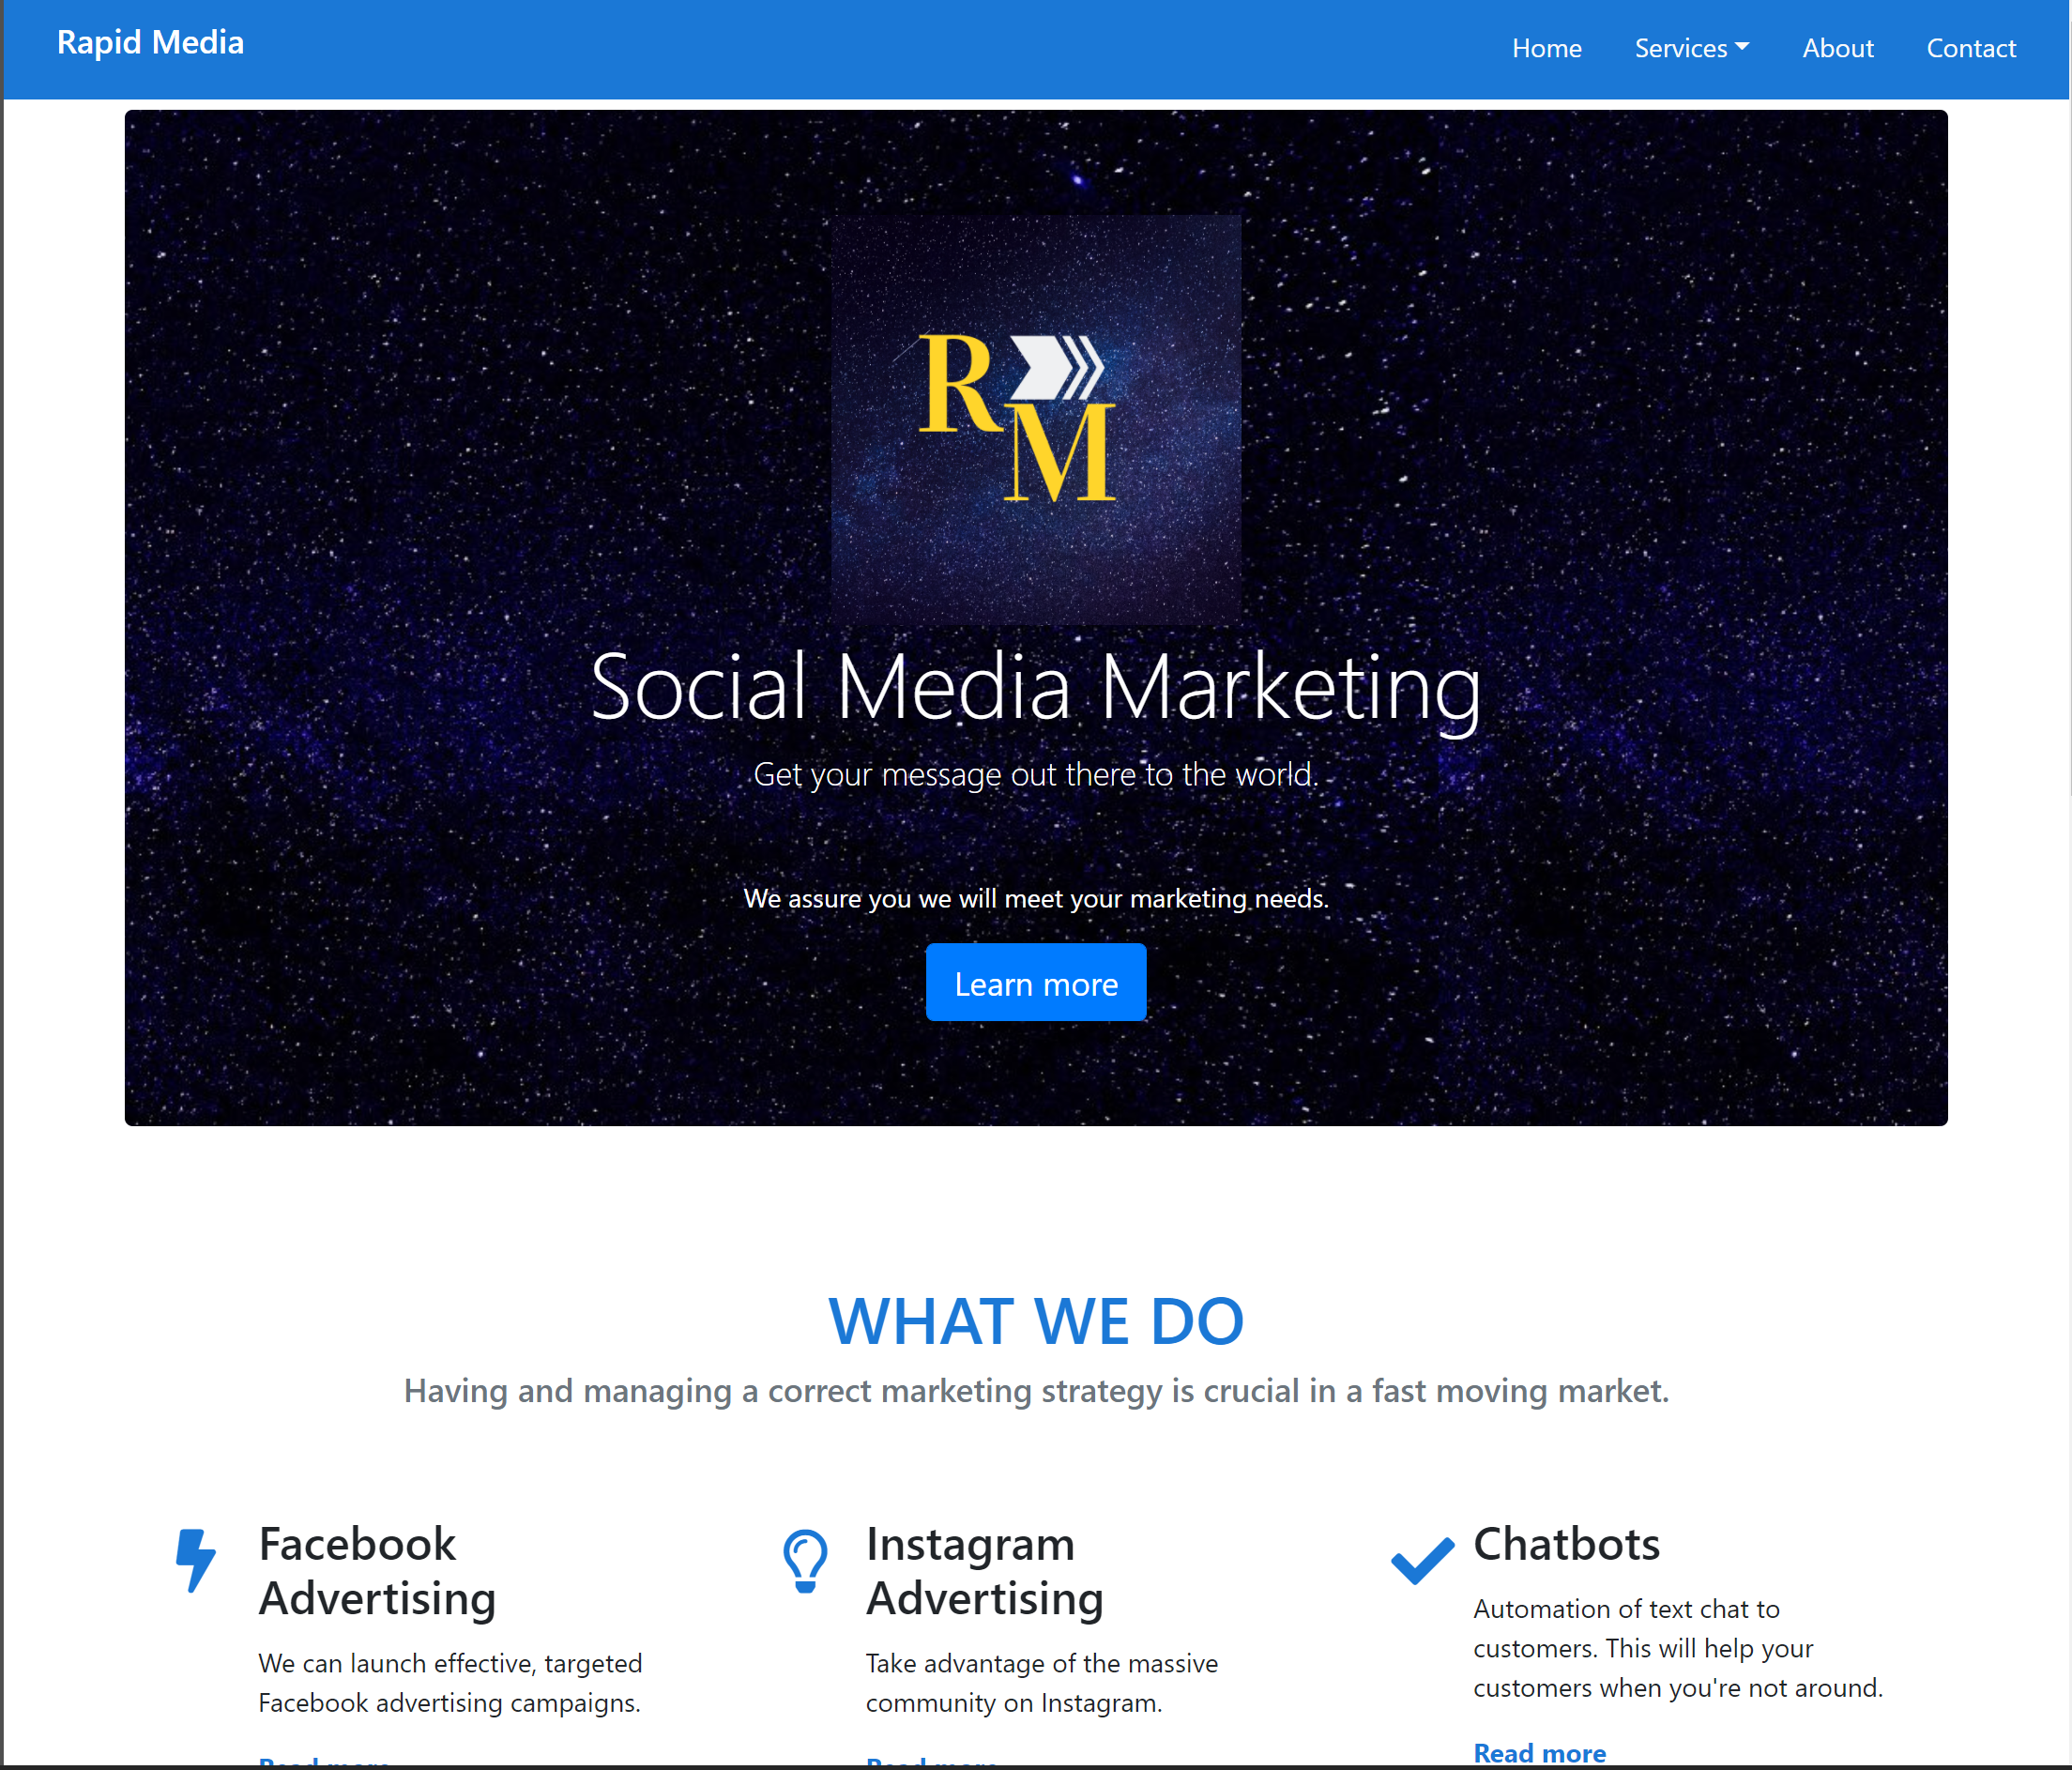 Rapid Media
Home Services About Contact
R
M
Social Media Marketing
Get your message out there to the world.
We assure you we will meet your marketing needs.
Learn more
WHAT WE DO
Having and managing a correct marketing strategy is crucial in a fast moving market.
Facebook
Advertising
We can launch effective, targeted
Facebook advertising campaigns.
Read more
Instagram
Advertising
Take advantage of the massive
community on Instagram.
Read more
Chatbots
Automation of text chat to
customers. This will help your
customers when you're not around.
Read more